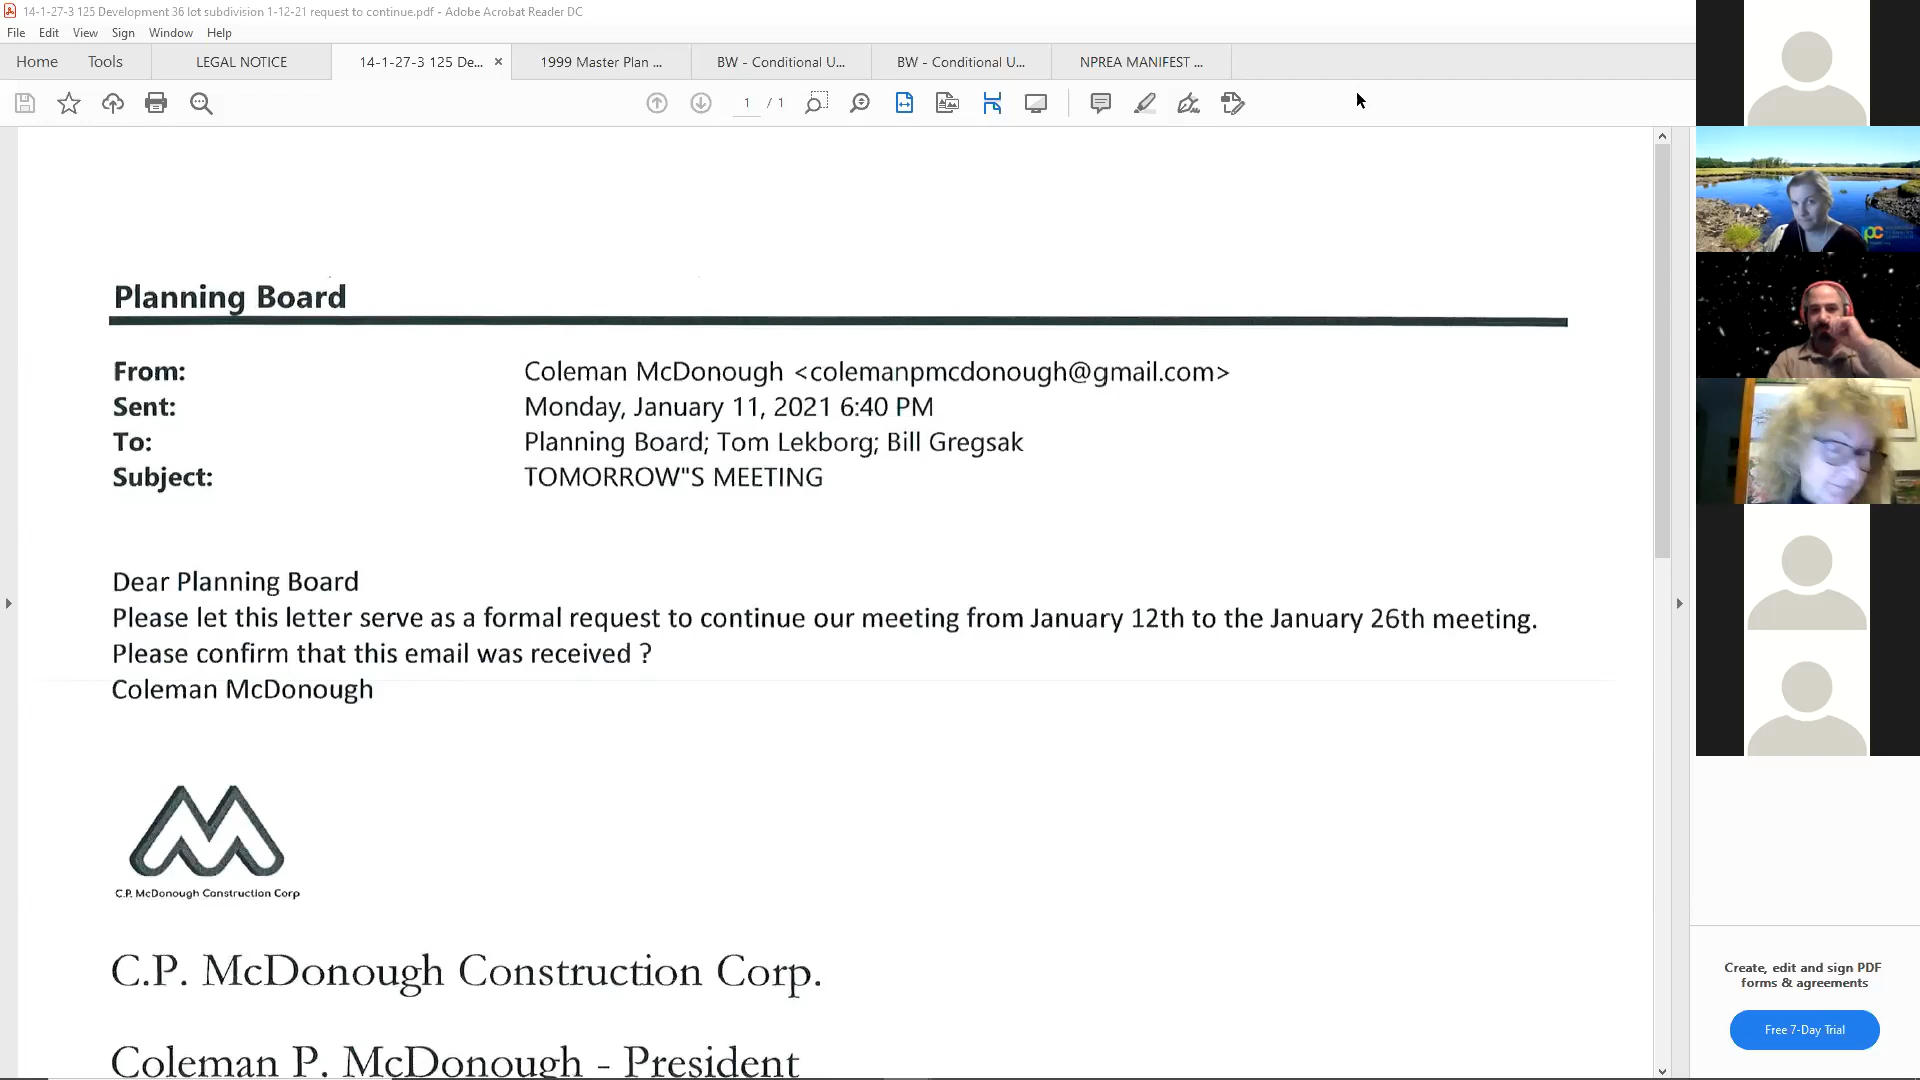 14-1-27-3 125 Development 36 lot subdivision 1-12-21 request to continue.pdf - Adobe Acrobat Reader DC
File Edit View Sign Window Help
Home Tools LEGAL NOTICE 14-1-27-3 125 De... × 1999 Master Plan ... BW - Conditional U... BW - Conditional U... NPREA MANIFEST ...
1 / 1
Planning Board
From: Coleman McDonough <colemanpmcdonough@gmail.com>
Sent: Monday, January 11, 2021 6:40 PM
To: Planning Board; Tom Lekborg; Bill Gregsak
Subject: TOMORROW"S MEETING
Dear Planning Board
Please let this letter serve as a formal request to continue our meeting from January 12th to the January 26th meeting.
Please confirm that this email was received ?
Coleman McDonough
C.P. McDonough Construction Corp
C.P. McDonough Construction Corp.
Coleman P. McDonough - President
pc
Create, edit and sign PDF
forms & agreements
Free 7-Day Trial